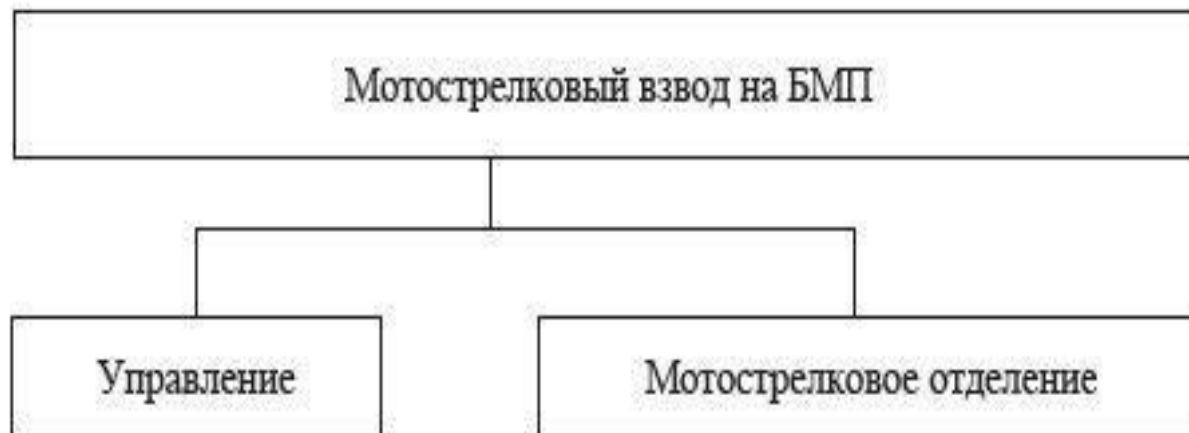 Мотострелковый взвод на БМП
Управление
Мотострелковое отделение